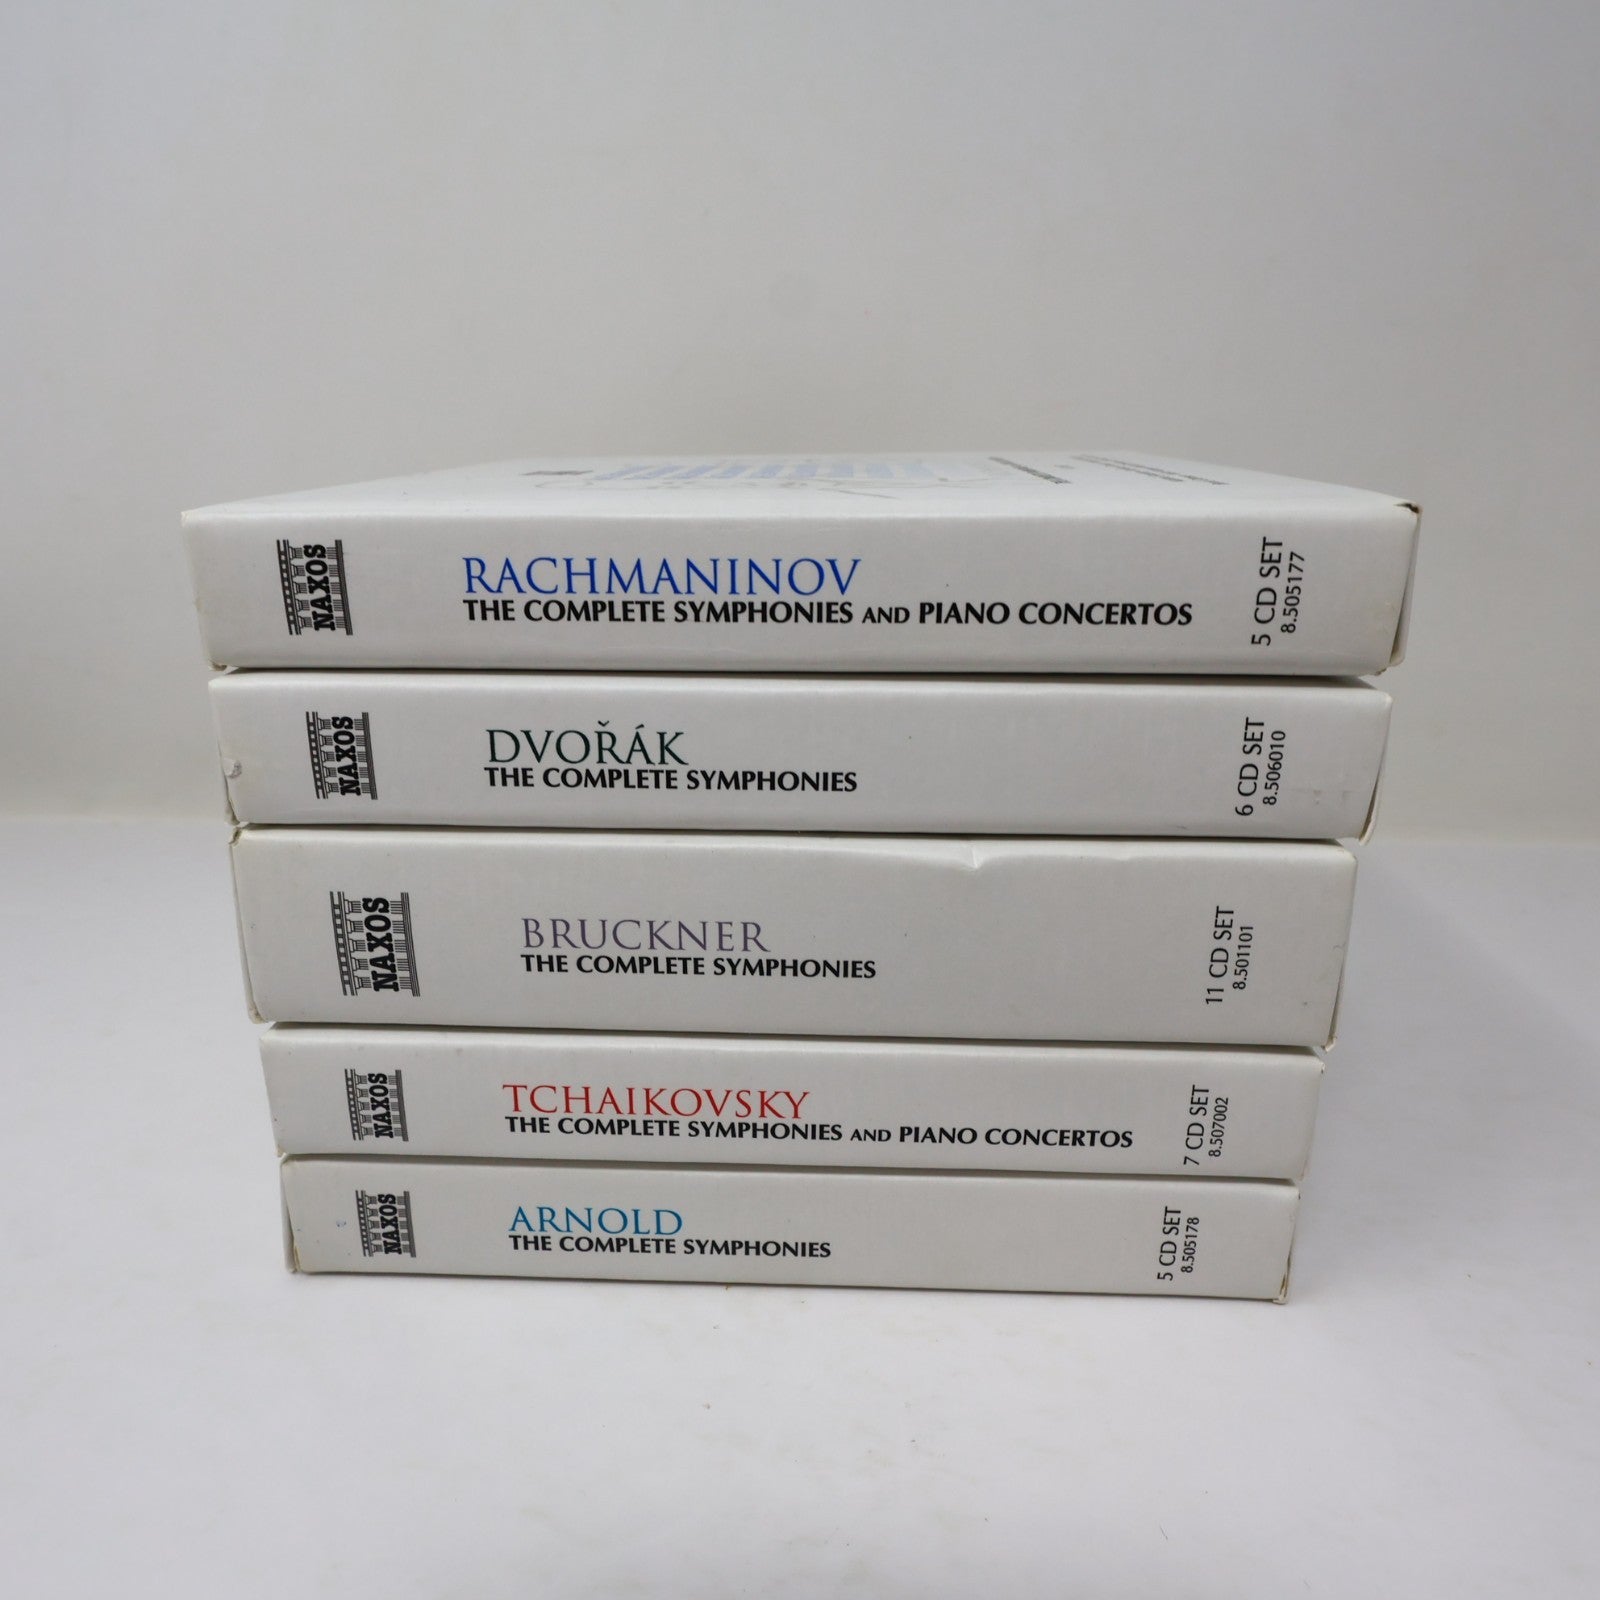 NAXOS
RACHMANINOV
THE COMPLETE SYMPHONIES AND PIANO CONCERTOS
5 CD SET
8.505177
NAXOS
DVOŘÁK
THE COMPLETE SYMPHONIES
6 CD SET
8.506010
NAXOS
BRUCKNER
THE COMPLETE SYMPHONIES
11 CD SET
8.501101
NAXOS
TCHAIKOVSKY
THE COMPLETE SYMPHONIES AND PIANO CONCERTOS
7 CD SET
8.507002
NAXOS
ARNOLD
THE COMPLETE SYMPHONIES
5 CD SET
8.505178